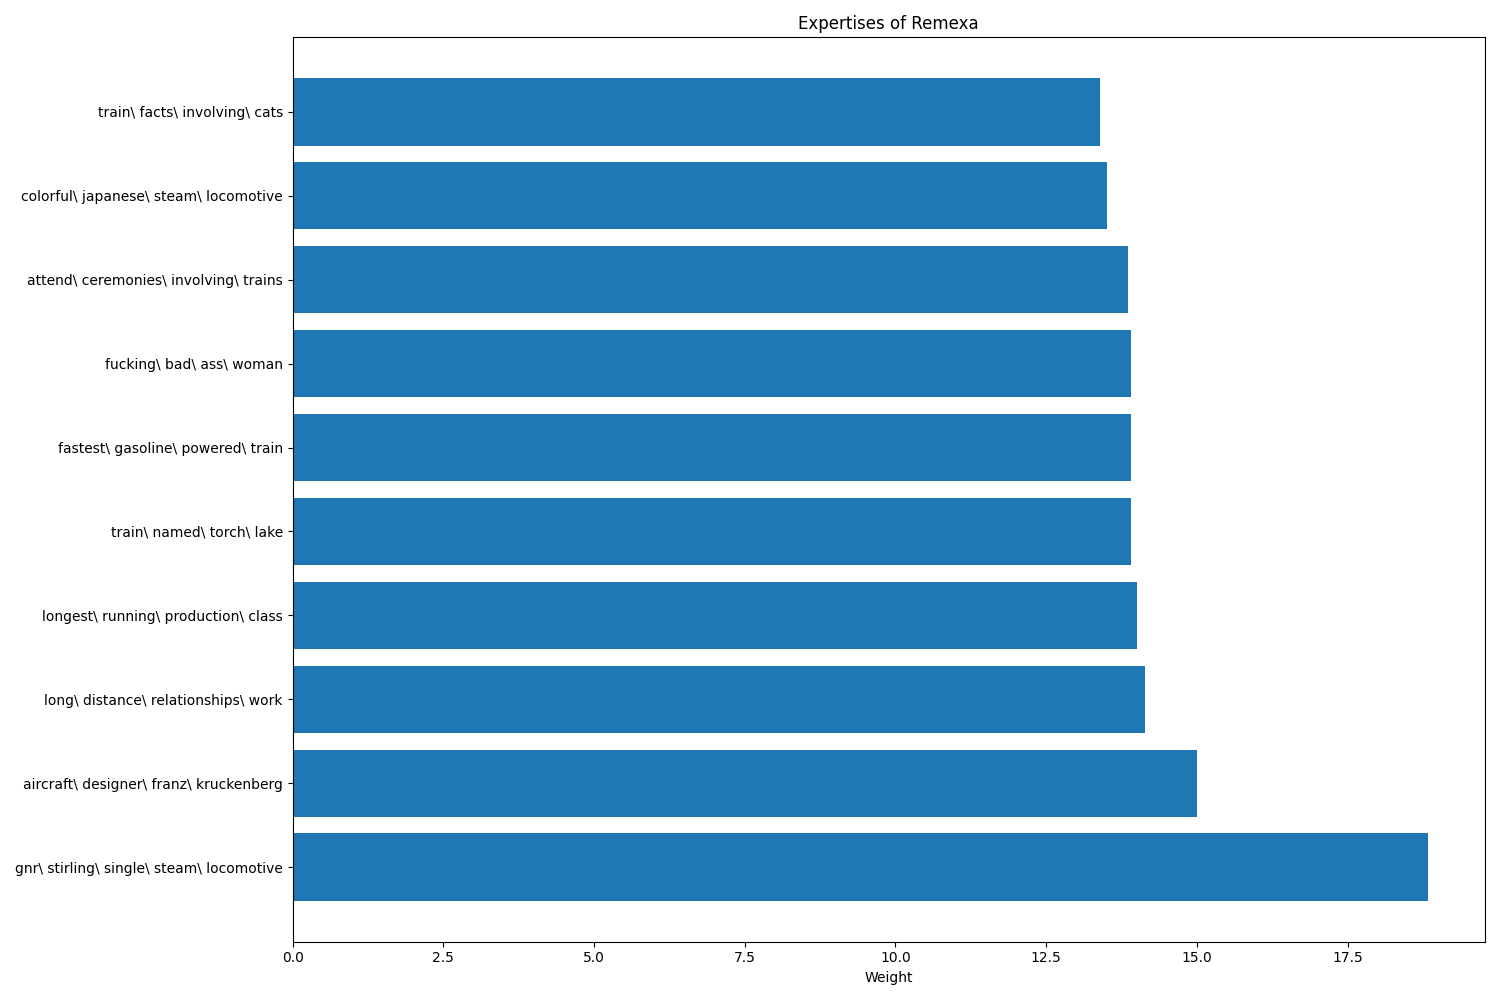 Expertises of Remexa
train\ facts\ involving\ cats
colorful\ japanese\ steam\ locomotive
attend\ ceremonies\ involving\ trains
fucking\ bad\ ass\ woman
fastest\ gasoline\ powered\ train
train\ named\ torch\ lake
longest\ running\ production\ class
long\ distance\ relationships\ work
aircraft\ designer\ franz\ kruckenberg
gnr\ stirling\ single\ steam\ locomotive
0.0 2.5 5.0 7.5 10.0 12.5 15.0 17.5
Weight